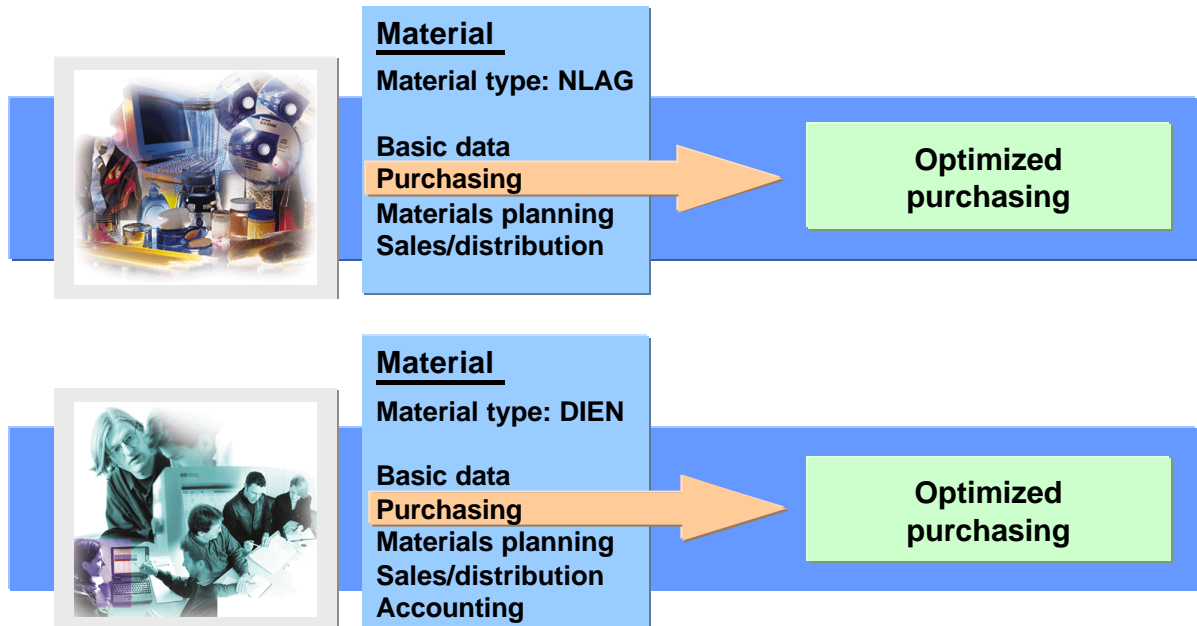 Material
Material type: NLAG
Basic data
Purchasing
Materials planning
Sales/distribution
Optimized
purchasing
Material
Material type: DIEN
Basic data
Purchasing
Materials planning
Sales/distribution
Accounting
Optimized
purchasing